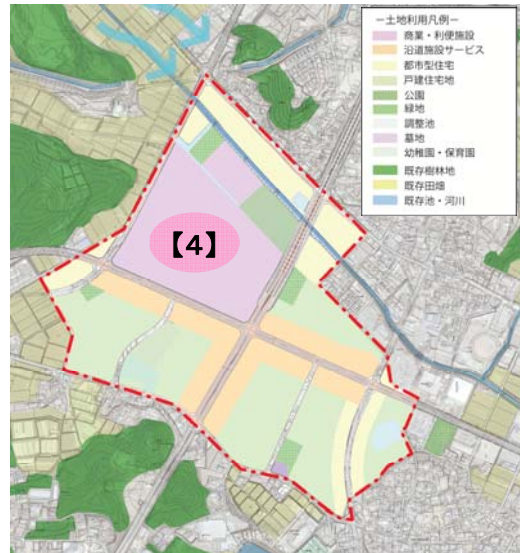 －土地利用凡例－
商業・利便施設
沿道施設サービス
都市型住宅
戸建住宅地
公園
緑地
調整池
墓地
幼稚園・保育園
既存樹林地
既存田畑
既存池・河川
【4】